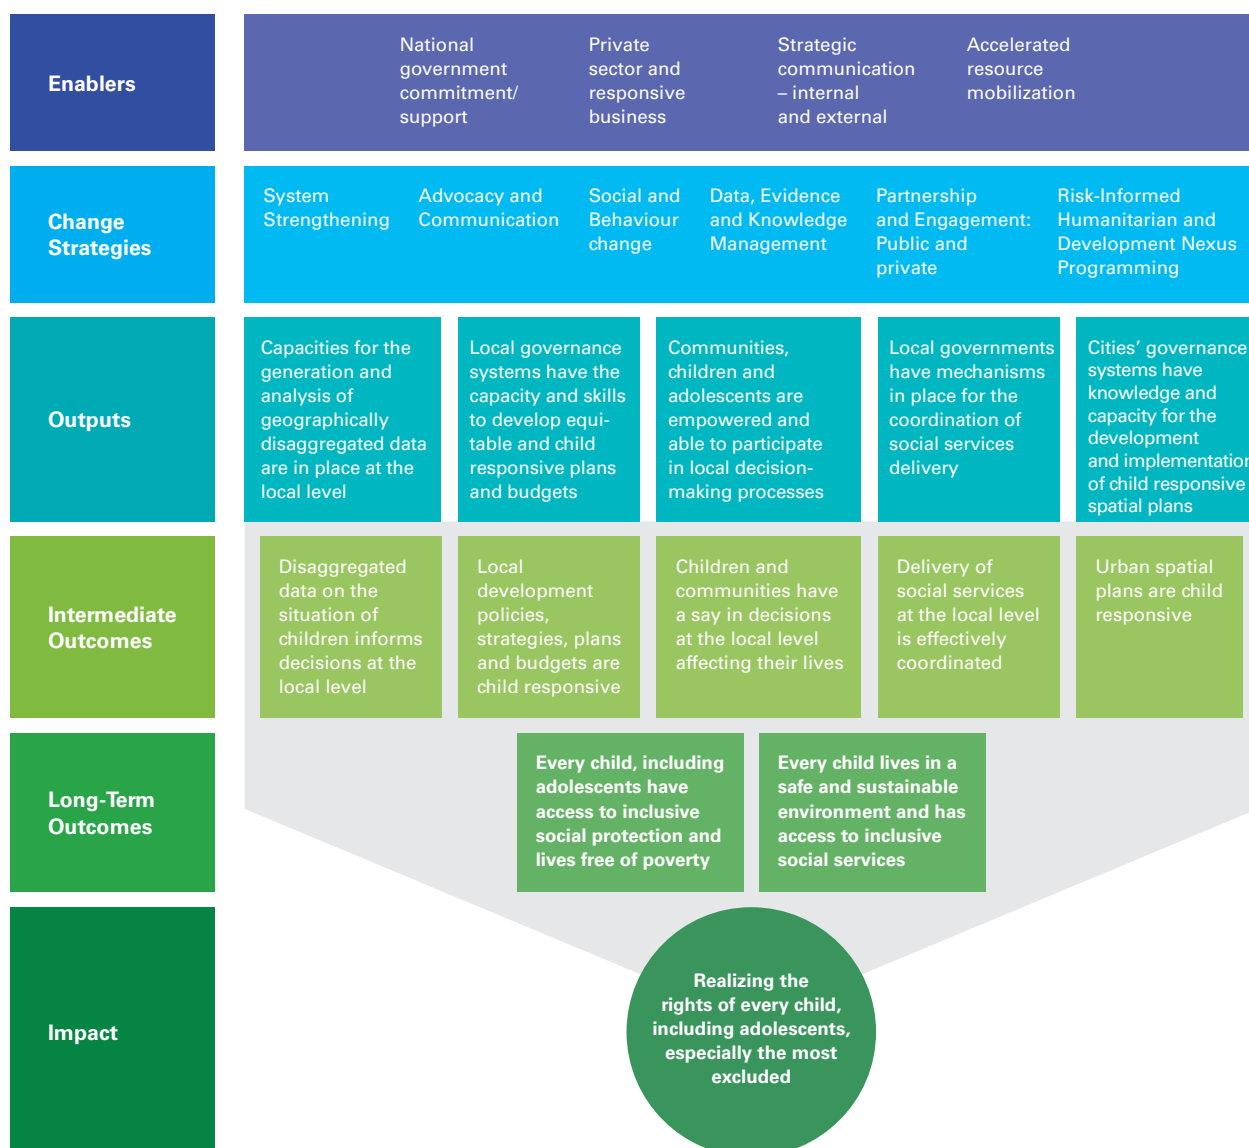 Enablers
National
government
commitment/
support
Private
sector and
responsive
business
Strategic
communication
– internal
and external
Accelerated
resource
mobilization
Change
Strategies
System
Strengthening
Advocacy and
Communication
Social and
Behaviour
change
Data, Evidence
and Knowledge
Management
Partnership
and Engagement:
Public and
private
Risk-Informed
Humanitarian and
Development Nexus
Programming
Outputs
Capacities for the
generation and
analysis of
geographically
disaggregated data
are in place at the
local level
Local governance
systems have the
capacity and skills
to develop equi-
table and child
responsive plans
and budgets
Communities,
children and
adolescents are
empowered and
able to participate
in local decision-
making processes
Local governments
have mechanisms
in place for the
coordination of
social services
delivery
Cities’ governance
systems have
knowledge and
capacity for the
development
and implementation
of child responsive
spatial plans
Intermediate
Outcomes
Disaggregated
data on the
situation of
children informs
decisions at the
local level
Local
development
policies,
strategies, plans
and budgets are
child responsive
Children and
communities have
a say in decisions
at the local level
affecting their lives
Delivery of
social services
at the local level
is effectively
coordinated
Urban spatial
plans are child
responsive
Long-Term
Outcomes
Every child, including
adolescents have
access to inclusive
social protection and
lives free of poverty
Every child lives in a
safe and sustainable
environment and has
access to inclusive
social services
Impact
Realizing the
rights of every child,
including adolescents,
especially the most
excluded